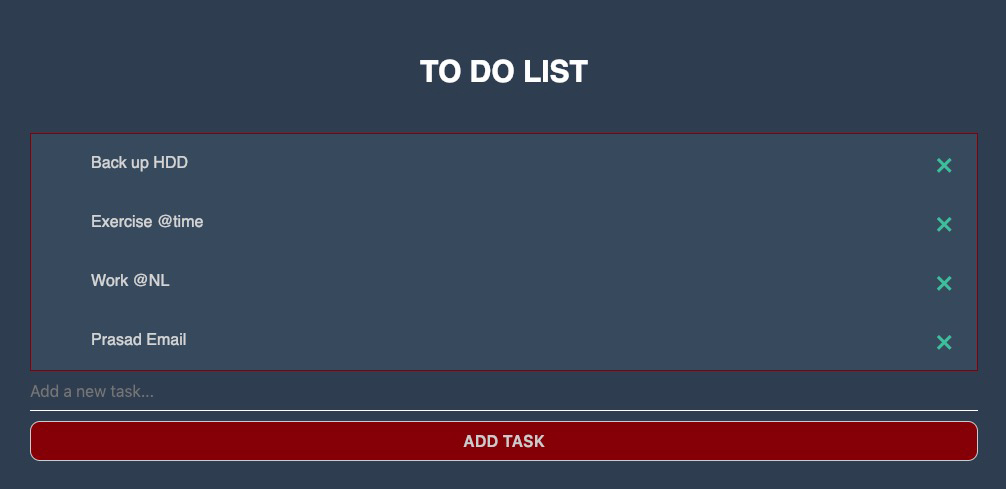 TO DO LIST
Back up HDD
Exercise @time
Work @NL
Prasad Email
Add a new task...
ADD TASK